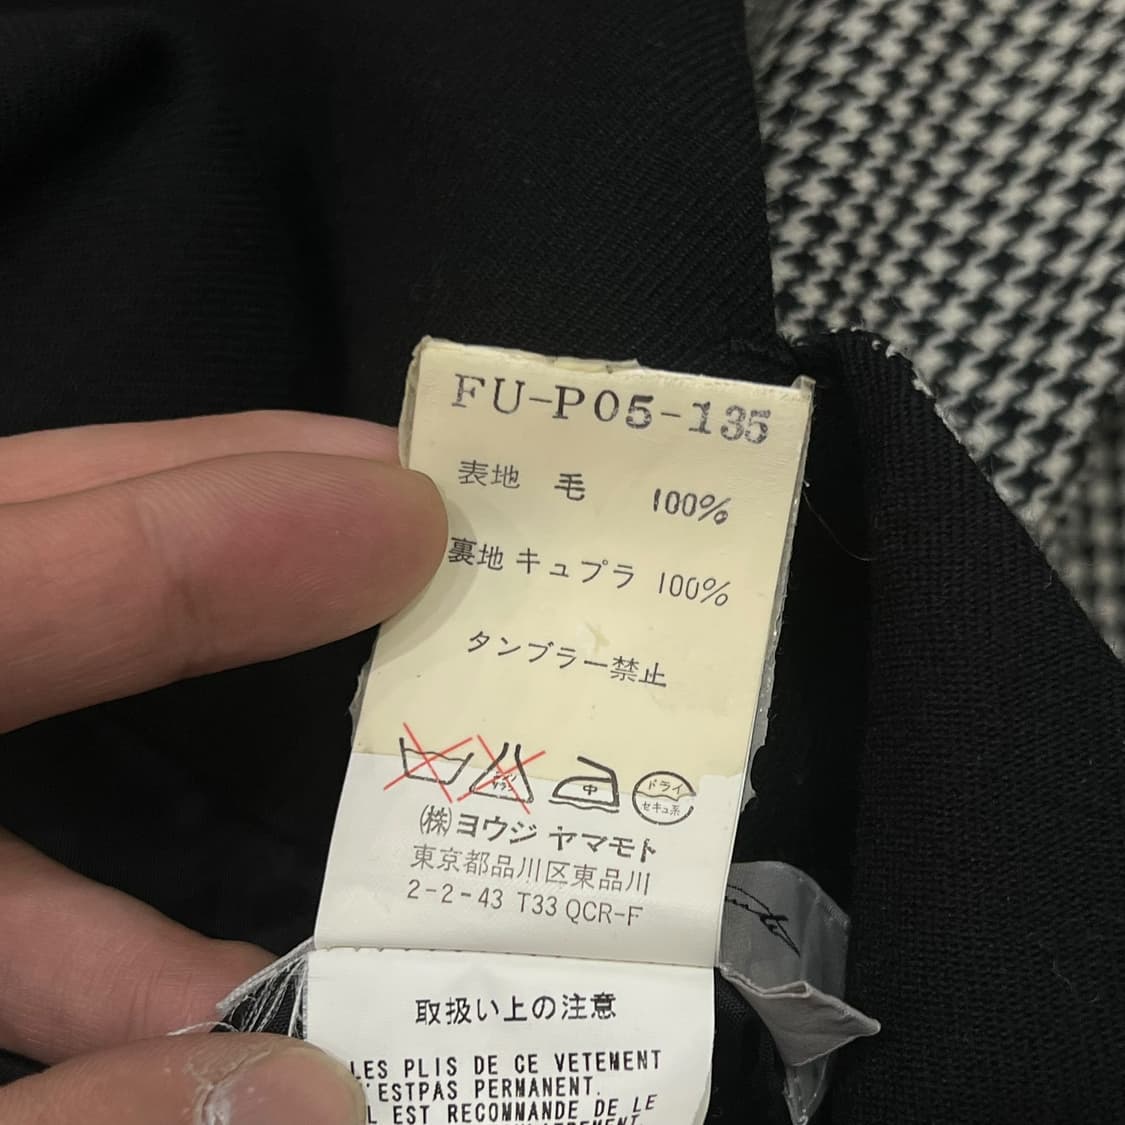 FU-P05-135
表地 毛 100%
裏地 キュプラ 100%
タンブラー禁止
中
ドライ
セキュ系
㈱ヨウジ ヤマモト
東京都品川区東品川
2-2-43 T33 QCR-F
取扱い上の注意
LES PLIS DE CE VETEMENT
'ESTPAS PERMANENT.
L EST RECOMMANDE DE LE